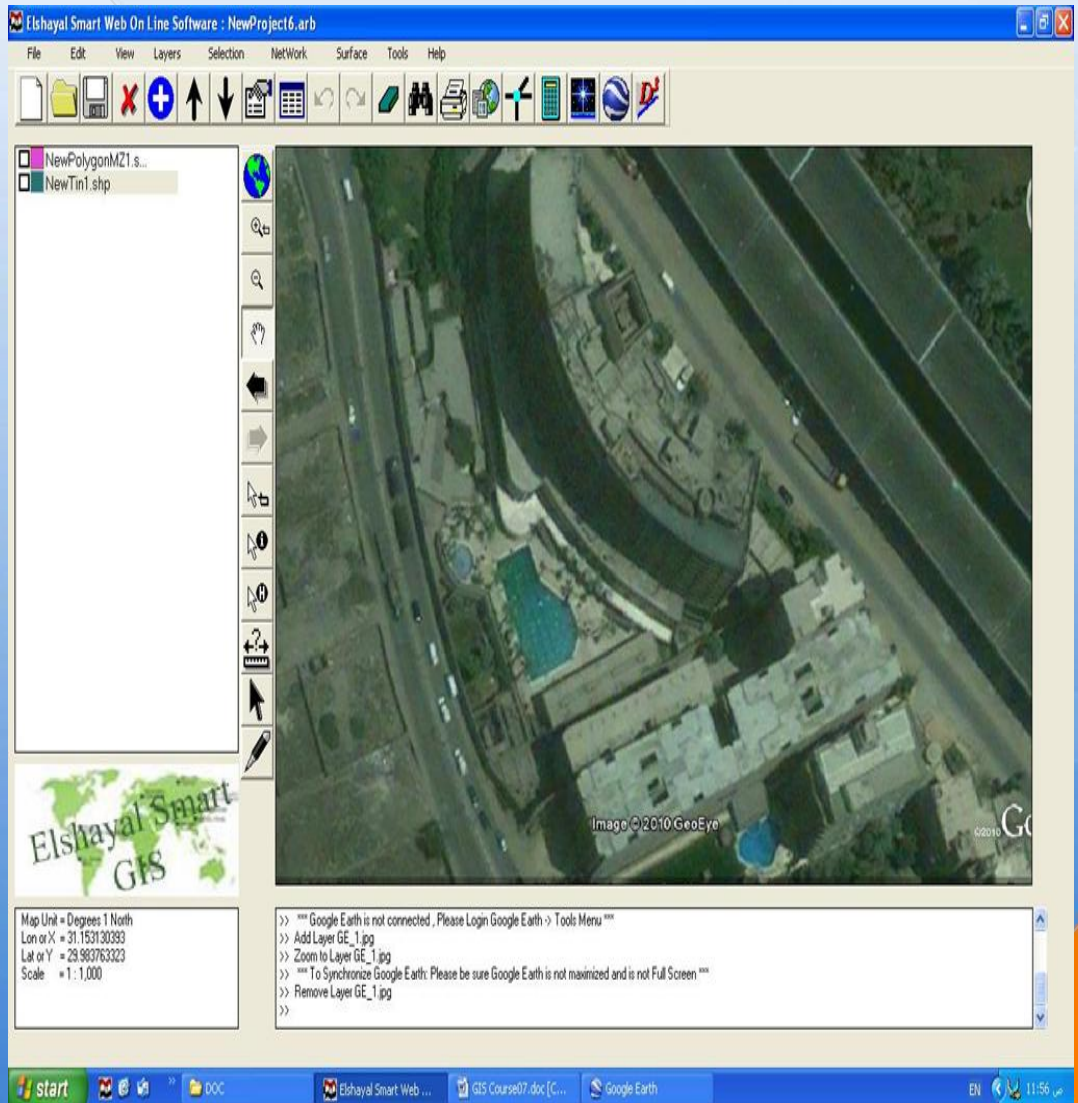 Elshayal Smart Web On Line Software : NewProject6.arb
File Edit View Layers Selection NetWork Surface Tools Help
NewPolygonMZ1.s...
NewTin1.shp
Elshayal Smart
GIS
Image © 2010 GeoEye
©2010 Go
Map Unit = Degrees 1 North
Lon or X = 31.153130393
Lat or Y = 29.983763323
Scale = 1 : 1,000
>> *** Google Earth is not connected , Please Login Google Earth -> Tools Menu ***
>> Add Layer GE_1.jpg
>> Zoom to Layer GE_1.jpg
>> *** To Synchronize Google Earth: Please be sure Google Earth is not maximized and is not Full Screen ***
>> Remove Layer GE_1.jpg
>>
start DOC Elshayal Smart Web ... GIS Course07.doc [C... Google Earth EN 11:56 ص